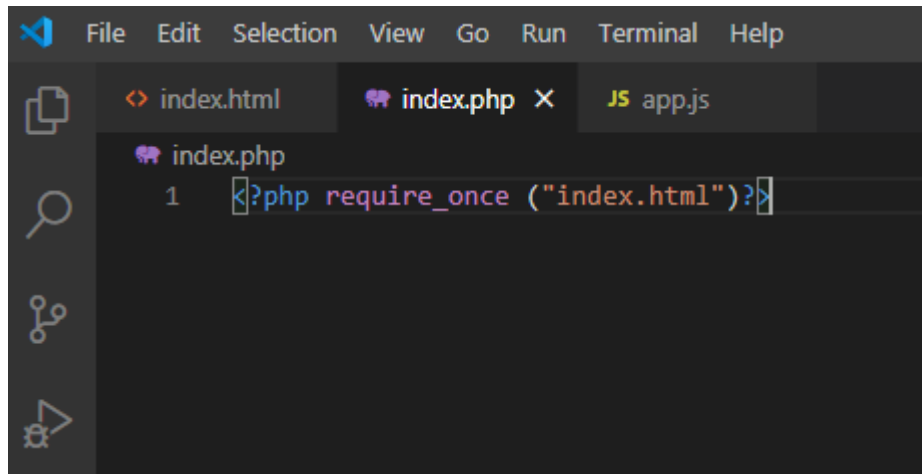 File Edit Selection View Go Run Terminal Help
<> index.html index.php × JS app.js
index.php
1 <?php require_once ("index.html")?>